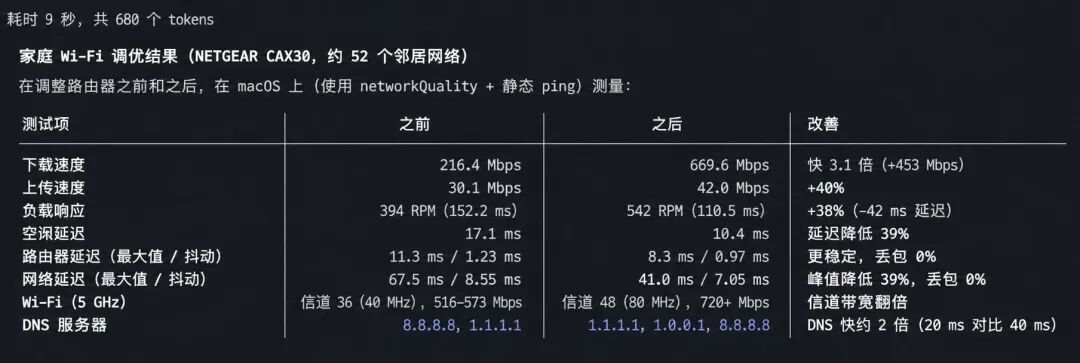 耗时 9 秒，共 680 个 tokens
家庭 Wi-Fi 调优结果（NETGEAR CAX30，约 52 个邻居网络）
在调整路由器之前和之后，在 macOS 上（使用 networkQuality + 静态 ping）测量：
测试项 之前 之后 改善
下载速度 216.4 Mbps 669.6 Mbps 快 3.1 倍（+453 Mbps）
上传速度 30.1 Mbps 42.0 Mbps +40%
负载响应 394 RPM（152.2 ms） 542 RPM（110.5 ms） +38%（-42 ms 延迟）
空闲延迟 17.1 ms 10.4 ms 延迟降低 39%
路由器延迟（最大值 / 抖动） 11.3 ms / 1.23 ms 8.3 ms / 0.97 ms 更稳定，丢包 0%
网络延迟（最大值 / 抖动） 67.5 ms / 8.55 ms 41.0 ms / 7.05 ms 峰值降低 39%，丢包 0%
Wi-Fi（5 GHz） 信道 36（40 MHz），516-573 Mbps 信道 48（80 MHz），720+ Mbps 信道带宽翻倍
DNS 服务器 8.8.8.8, 1.1.1.1 1.1.1.1, 1.0.0.1, 8.8.8.8 DNS 快约 2 倍（20 ms 对比 40 ms）